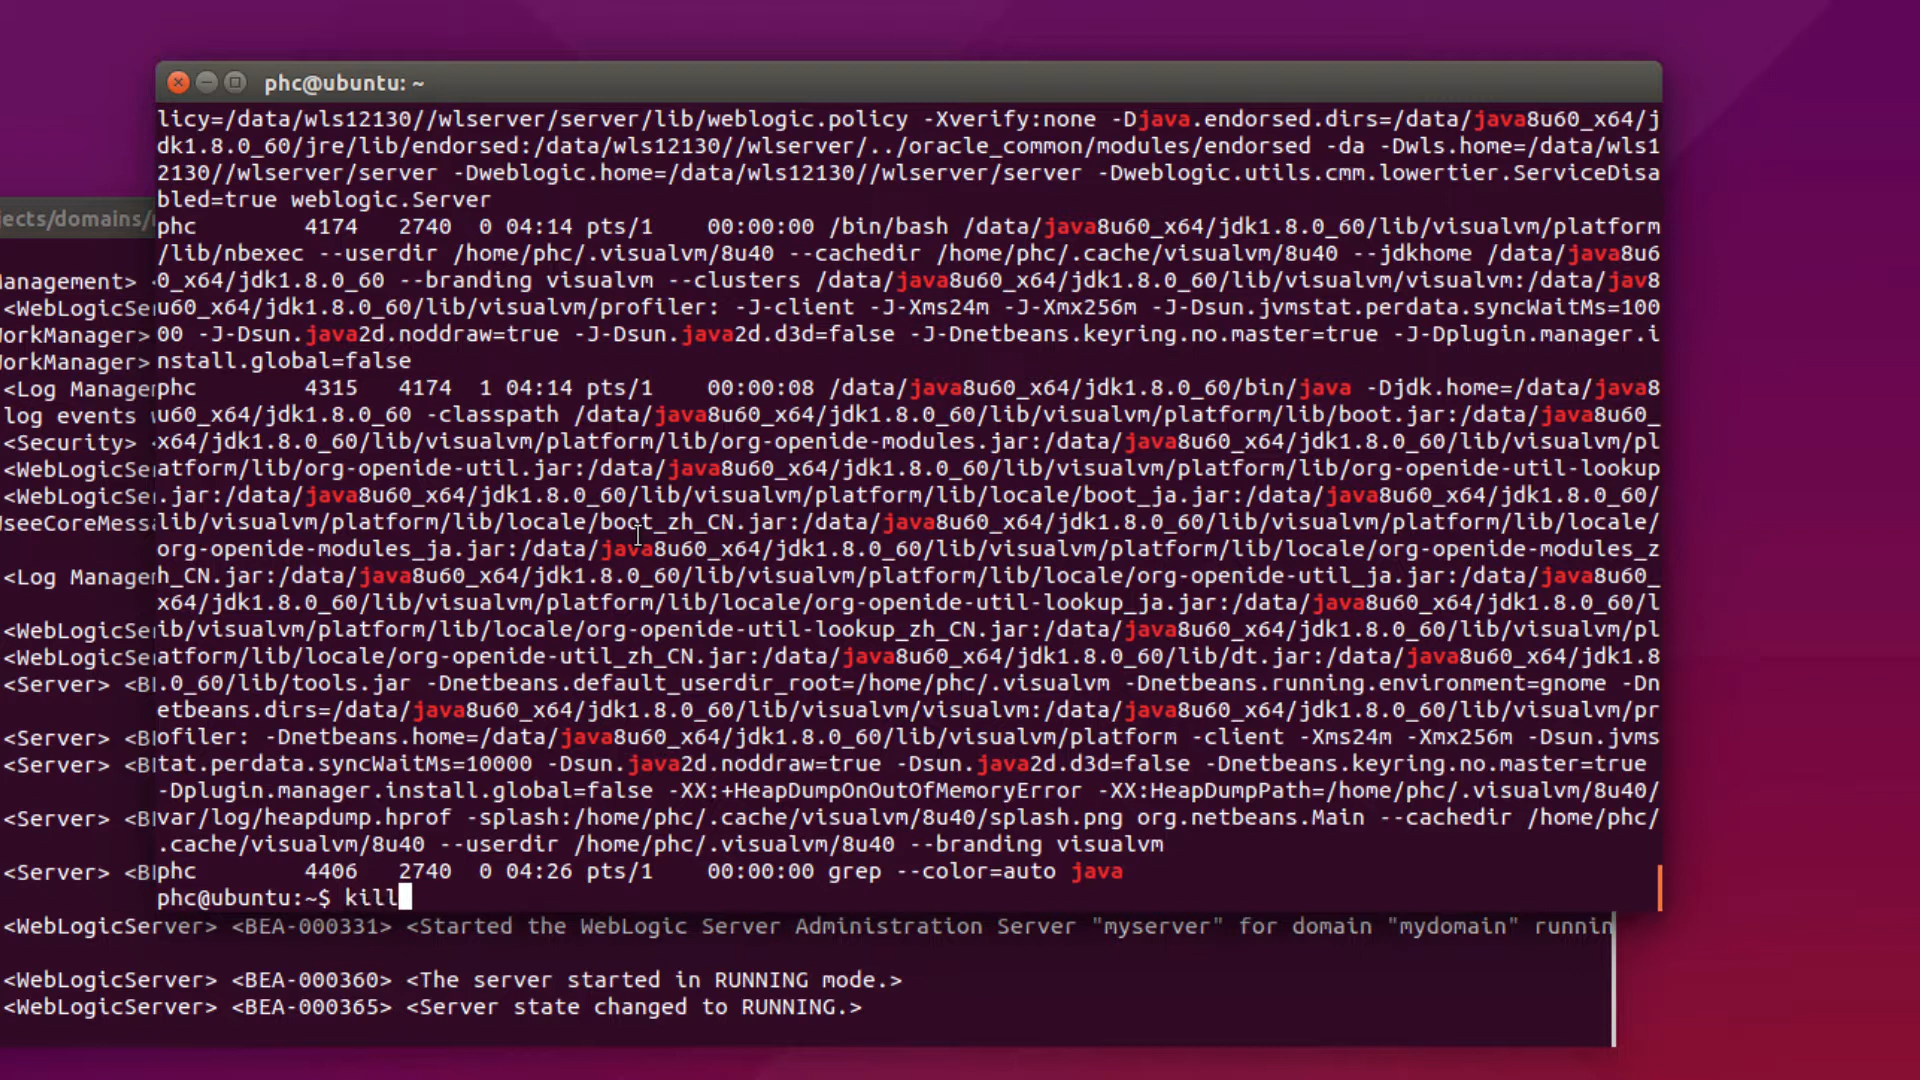 phc@ubuntu: ~
licy=/data/wls12130//wlserver/server/lib/weblogic.policy -Xverify:none -Djava.endorsed.dirs=/data/java8u60_x64/j
dk1.8.0_60/jre/lib/endorsed:/data/wls12130//wlserver/../oracle_common/modules/endorsed -da -Dwls.home=/data/wls1
2130//wlserver/server -Dweblogic.home=/data/wls12130//wlserver/server -Dweblogic.utils.cmm.lowertier.ServiceDisa
bled=true weblogic.Server
phc 4174 2740 0 04:14 pts/1 00:00:00 /bin/bash /data/java8u60_x64/jdk1.8.0_60/lib/visualvm/platform
/lib/nbexec --userdir /home/phc/.visualvm/8u40 --cachedir /home/phc/.cache/visualvm/8u40 --jdkhome /data/java8u6
0_x64/jdk1.8.0_60 --branding visualvm --clusters /data/java8u60_x64/jdk1.8.0_60/lib/visualvm/visualvm:/data/jav8
u60_x64/jdk1.8.0_60/lib/visualvm/profiler: -J-client -J-Xms24m -J-Xmx256m -J-Dsun.jvmstat.perdata.syncWaitMs=100
00 -J-Dsun.java2d.noddraw=true -J-Dsun.java2d.d3d=false -J-Dnetbeans.keyring.no.master=true -J-Dplugin.manager.i
nstall.global=false
phc 4315 4174 1 04:14 pts/1 00:00:08 /data/java8u60_x64/jdk1.8.0_60/bin/java -Djdk.home=/data/java8
u60_x64/jdk1.8.0_60 -classpath /data/java8u60_x64/jdk1.8.0_60/lib/visualvm/platform/lib/boot.jar:/data/java8u60_
x64/jdk1.8.0_60/lib/visualvm/platform/lib/org-openide-modules.jar:/data/java8u60_x64/jdk1.8.0_60/lib/visualvm/pl
atform/lib/org-openide-util.jar:/data/java8u60_x64/jdk1.8.0_60/lib/visualvm/platform/lib/org-openide-util-lookup
.jar:/data/java8u60_x64/jdk1.8.0_60/lib/visualvm/platform/lib/locale/boot_ja.jar:/data/java8u60_x64/jdk1.8.0_60/
lib/visualvm/platform/lib/locale/boot_zh_CN.jar:/data/java8u60_x64/jdk1.8.0_60/lib/visualvm/platform/lib/locale/
org-openide-modules_ja.jar:/data/java8u60_x64/jdk1.8.0_60/lib/visualvm/platform/lib/locale/org-openide-modules_z
h_CN.jar:/data/java8u60_x64/jdk1.8.0_60/lib/visualvm/platform/lib/locale/org-openide-util_ja.jar:/data/java8u60_
x64/jdk1.8.0_60/lib/visualvm/platform/lib/locale/org-openide-util-lookup_ja.jar:/data/java8u60_x64/jdk1.8.0_60/l
ib/visualvm/platform/lib/locale/org-openide-util-lookup_zh_CN.jar:/data/java8u60_x64/jdk1.8.0_60/lib/visualvm/pl
atform/lib/locale/org-openide-util_zh_CN.jar:/data/java8u60_x64/jdk1.8.0_60/lib/dt.jar:/data/java8u60_x64/jdk1.8
.0_60/lib/tools.jar -Dnetbeans.default_userdir_root=/home/phc/.visualvm -Dnetbeans.running.environment=gnome -Dn
etbeans.dirs=/data/java8u60_x64/jdk1.8.0_60/lib/visualvm/visualvm:/data/java8u60_x64/jdk1.8.0_60/lib/visualvm/pr
ofiler: -Dnetbeans.home=/data/java8u60_x64/jdk1.8.0_60/lib/visualvm/platform -client -Xms24m -Xmx256m -Dsun.jvms
tat.perdata.syncWaitMs=10000 -Dsun.java2d.noddraw=true -Dsun.java2d.d3d=false -Dnetbeans.keyring.no.master=true
-Dplugin.manager.install.global=false -XX:+HeapDumpOnOutOfMemoryError -XX:HeapDumpPath=/home/phc/.visualvm/8u40/
var/log/heapdump.hprof -splash:/home/phc/.cache/visualvm/8u40/splash.png org.netbeans.Main --cachedir /home/phc/
.cache/visualvm/8u40 --userdir /home/phc/.visualvm/8u40 --branding visualvm
phc 4406 2740 0 04:26 pts/1 00:00:00 grep --color=auto java
phc@ubuntu:~$ kill
jects/domains/
anagement> <
<WebLogicSe
orkManager>
orkManager>
<Log Manage
log events
<Security> <
<WebLogicSe
<WebLogicSe
seeCoreMess
<Log Manage
<WebLogicSe
<WebLogicSe
<Server> <B
<Server> <B
<Server> <B
<Server> <B
<Server> <B
<WebLogicServer> <BEA-000331> <Started the WebLogic Server Administration Server "myserver" for domain "mydomain" runnin
<WebLogicServer> <BEA-000360> <The server started in RUNNING mode.>
<WebLogicServer> <BEA-000365> <Server state changed to RUNNING.>